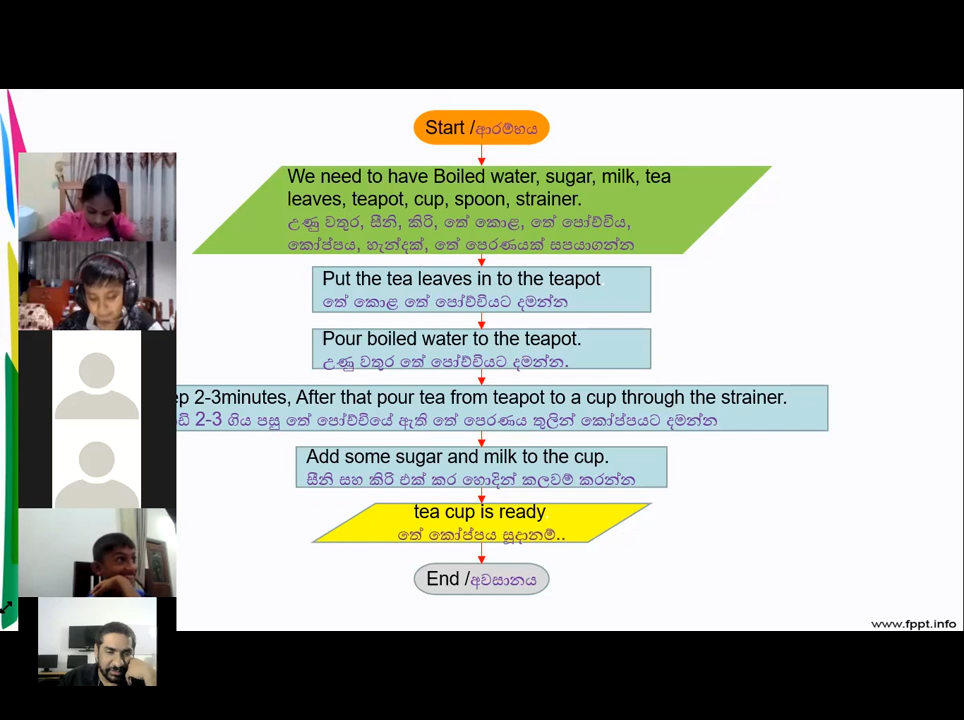 Start /ආරම්භය
We need to have Boiled water, sugar, milk, tea
leaves, teapot, cup, spoon, strainer.
උණු වතුර, සීනි, කිරි, තේ කොළ, තේ පෝච්චිය,
කෝප්පය, හැන්දක්, තේ පෙරණයක් සපයාගන්න
Put the tea leaves in to the teapot.
තේ කොළ තේ පෝච්චියට දමන්න
Pour boiled water to the teapot.
උණු වතුර තේ පෝච්චියට දමන්න.
2-3minutes, After that pour tea from teapot to a cup through the strainer.
2-3 ගිය පසු තේ පෝච්චියේ ඇති තේ පෙරණය තුලින් කෝප්පයට දමන්න
Add some sugar and milk to the cup.
සීනි සහ කිරි එක් කර හොදින් කලවම් කරන්න
tea cup is ready
තේ කෝප්පය සූදානම්..
End /අවසානය
www.fppt.info